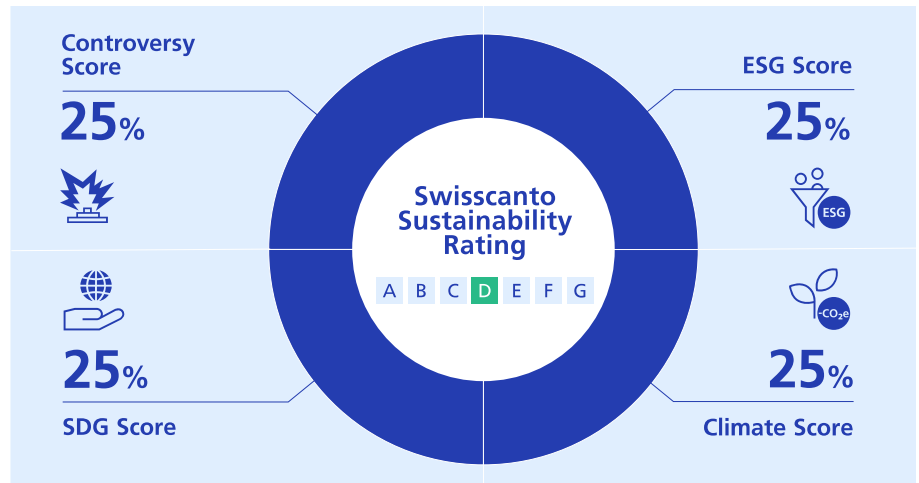 Controversy
Score
25%
ESG Score
25%
ESG
Swisscanto
Sustainability
Rating
A B C D E F G
25%
SDG Score
-CO₂e
25%
Climate Score